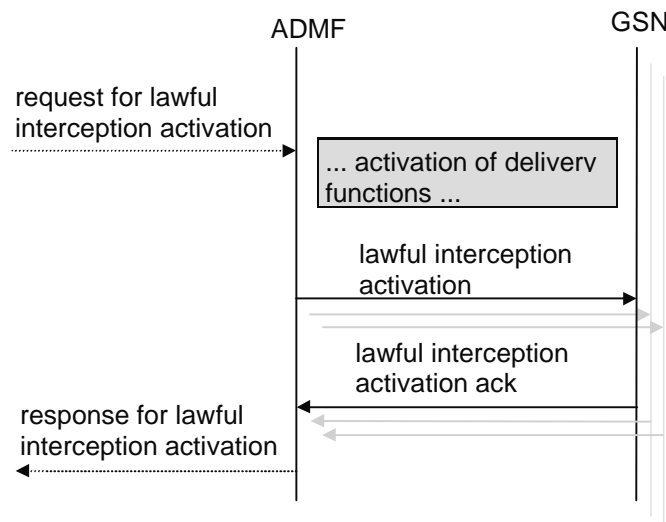 ADMF
GSN
request for lawful
interception activation
... activation of delivery
functions ...
lawful interception
activation
lawful interception
activation ack
response for lawful
interception activation